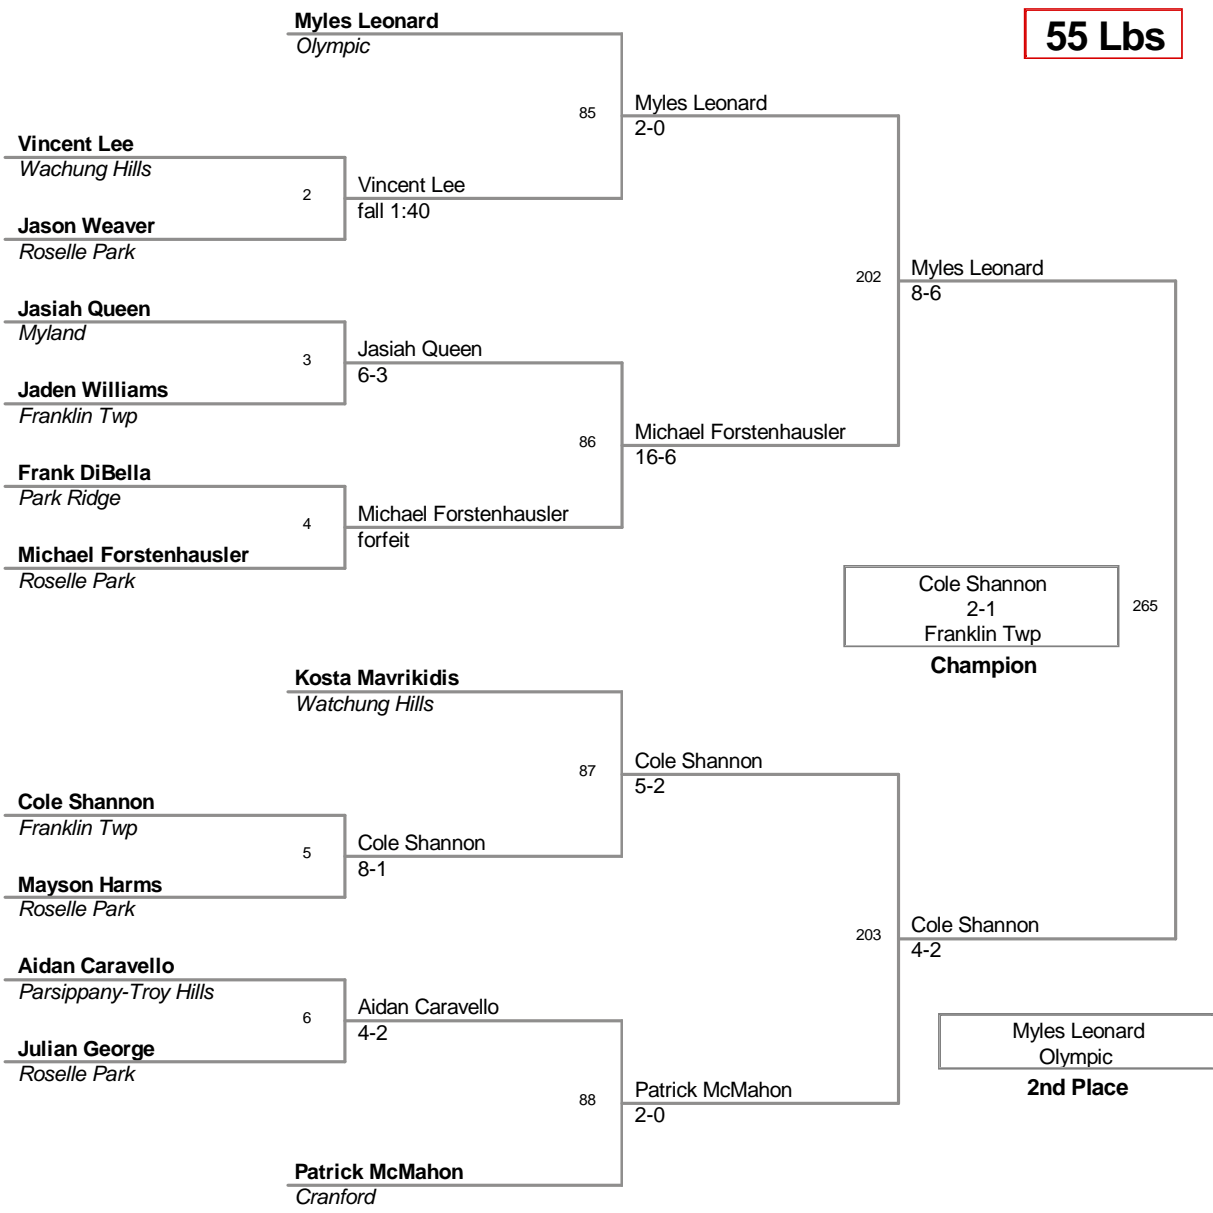 Myles Leonard
Olympic
55 Lbs
85
Myles Leonard
2-0
Vincent Lee
Wachung Hills
2
Vincent Lee
fall 1:40
Jason Weaver
Roselle Park
202
Myles Leonard
8-6
Jasiah Queen
Myland
3
Jasiah Queen
6-3
Jaden Williams
Franklin Twp
86
Michael Forstenhausler
16-6
Frank DiBella
Park Ridge
4
Michael Forstenhausler
forfeit
Michael Forstenhausler
Roselle Park
Cole Shannon
2-1
Franklin Twp
265
Champion
Kosta Mavrikidis
Watchung Hills
87
Cole Shannon
5-2
Cole Shannon
Franklin Twp
5
Cole Shannon
8-1
Mayson Harms
Roselle Park
203
Cole Shannon
4-2
Aidan Caravello
Parsippany-Troy Hills
6
Aidan Caravello
4-2
Julian George
Roselle Park
Myles Leonard
Olympic
2nd Place
88
Patrick McMahon
2-0
Patrick McMahon
Cranford